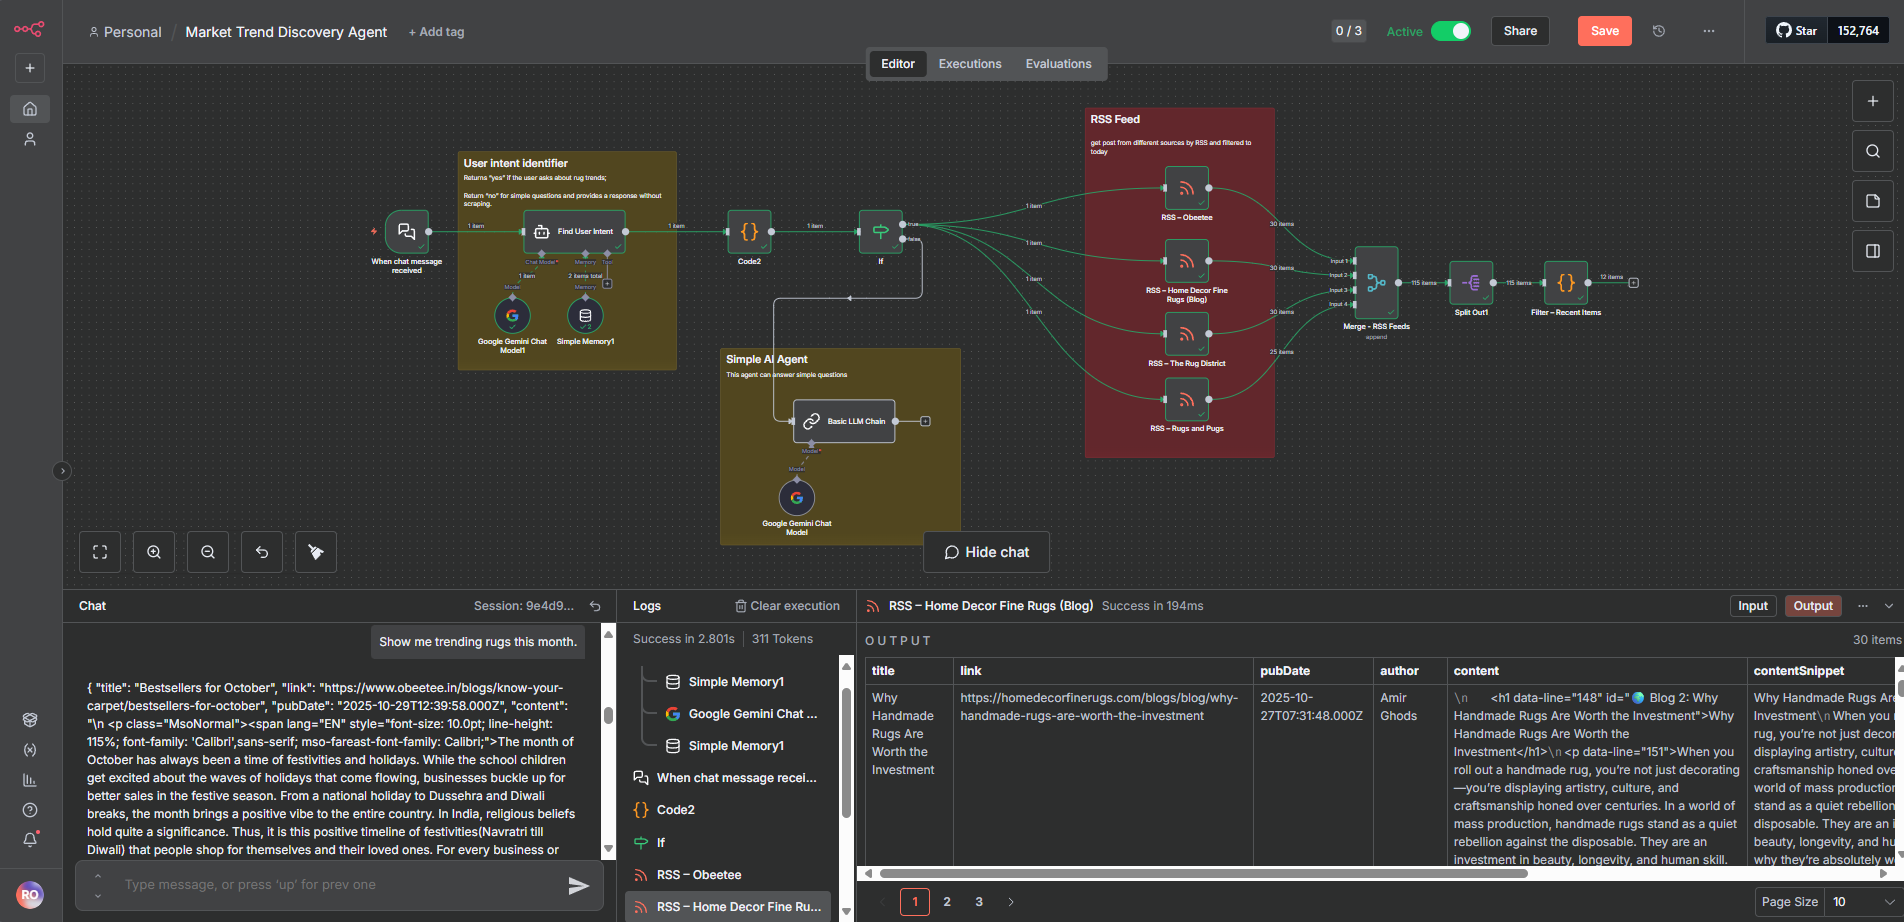 Personal / Market Trend Discovery Agent + Add tag
0 / 3
Active
Share
Save
...
Star 152,764
Editor Executions Evaluations
User intent identifier
Returns "yes" if the user asks about rug trends;
Return "no" for simple questions and provides a response without
scraping.
When chat message
received
1 item
Find User Intent
Chat Model*
Memory
Tool
1 item
2 items total
Model
Memory
Google Gemini Chat
Model1
2
Simple Memory1
1 item
Code2
1 item
If
true
false
Simple AI Agent
This agent can answer simple questions
Basic LLM Chain
Model*
Model
Google Gemini Chat
Model
RSS Feed
get post from different sources by RSS and filtered to
today
1 item
1 item
1 item
1 item
RSS – Obeetee
RSS – Home Decor Fine
Rugs (Blog)
RSS – The Rug District
RSS – Rugs and Pugs
30 items
30 items
30 items
25 items
Input 1
Input 2
Input 3
Input 4
Merge - RSS Feeds
append
115 items
Split Out1
115 items
Filter – Recent Items
12 items
Hide chat
Chat
Session: 9e4d9...
Show me trending rugs this month.
{ "title": "Bestsellers for October", "link": "https://www.obeetee.in/blogs/know-your-
carpet/bestsellers-for-october", "pubDate": "2025-10-29T12:39:58.000Z", "content":
"\n <p class="MsoNormal"><span lang="EN" style="font-size: 10.0pt; line-height:
115%; font-family: 'Calibri',sans-serif; mso-fareast-font-family: Calibri;">The month of
October has always been a time of festivities and holidays. While the school children
get excited about the waves of holidays that come flowing, businesses buckle up for
better sales in the festive season. From a national holiday to Dussehra and Diwali
breaks, the month brings a positive vibe to the entire country. In India, religious beliefs
hold quite a significance. Thus, it is this positive timeline of festivities(Navratri till
Diwali) that people shop for themselves and their loved ones. For every business or
Type message, or press 'up' for prev one
RO
Logs
Clear execution
Success in 2.801s | 311 Tokens
Simple Memory1
Google Gemini Chat ...
Simple Memory1
When chat message recei...
Code2
If
RSS – Obeetee
RSS – Home Decor Fine Ru...
RSS – Home Decor Fine Rugs (Blog) Success in 194ms
Input Output ...
OUTPUT
30 items
title link pubDate author content contentSnippet
Why
Handmade
Rugs Are
Worth the
Investment
https://homedecorfinerugs.com/blogs/blog/why-
handmade-rugs-are-worth-the-investment
2025-10-
27T07:31:48.000Z
Amir
Ghods
\n <h1 data-line="148" id="🌍 Blog 2: Why
Handmade Rugs Are Worth the Investment">Why
Handmade Rugs Are Worth the
Investment</h1>\n <p data-line="151">When you
roll out a handmade rug, you're not just decorating
—you're displaying artistry, culture, and
craftsmanship honed over centuries. In a world of
mass production, handmade rugs stand as a quiet
rebellion against the disposable. They are an
investment in beauty, longevity, and human skill.
Why Handmade Rugs Are
Investment\n When you
rug, you're not just decor
displaying artistry, culture
craftsmanship honed ove
world of mass production
stand as a quiet rebellion
disposable. They are an i
beauty, longevity, and hu
why they're absolutely w
1 2 3
Page Size 10